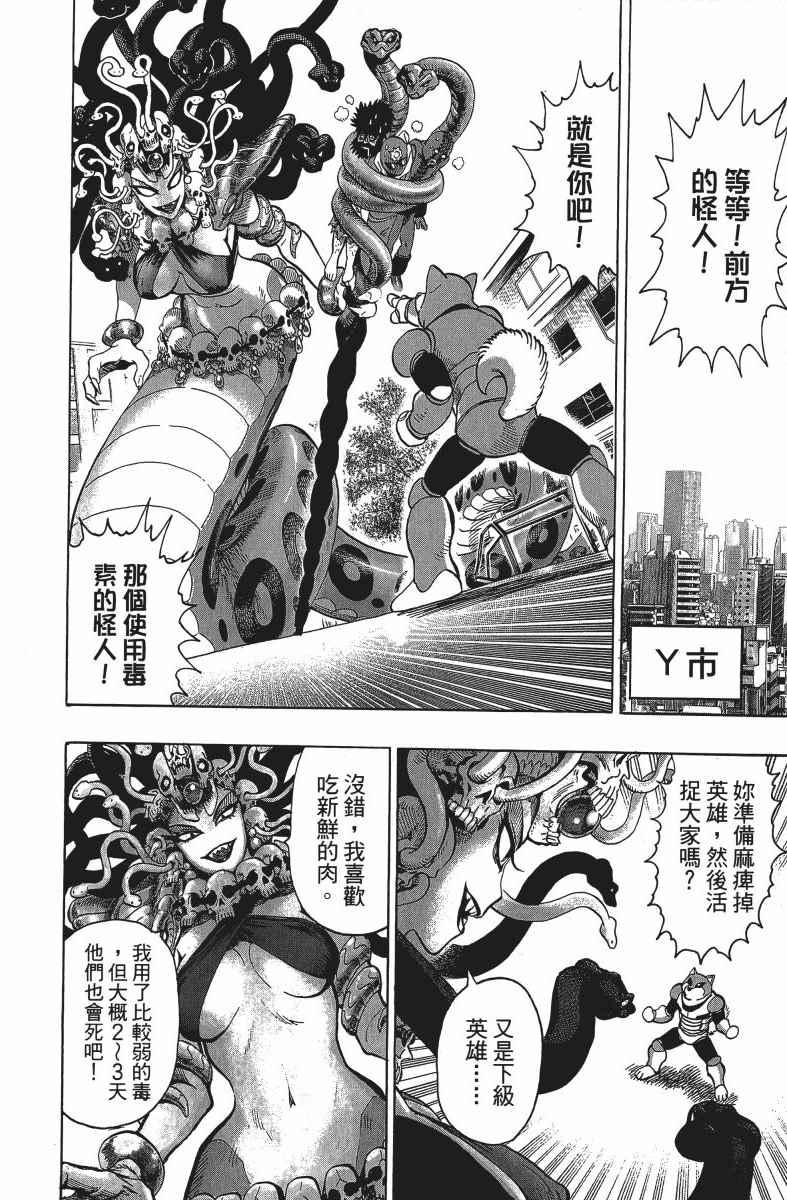 等等！前方
的怪人！
Y市
就是你吧！
那個使用毒
素的怪人！
妳準備麻痺掉
英雄，然後活
捉大家嗎？
又是下級
英雄……
沒錯，我喜歡
吃新鮮的肉。
我用了比較弱的毒
，但大概2～3天
他們也會死吧！